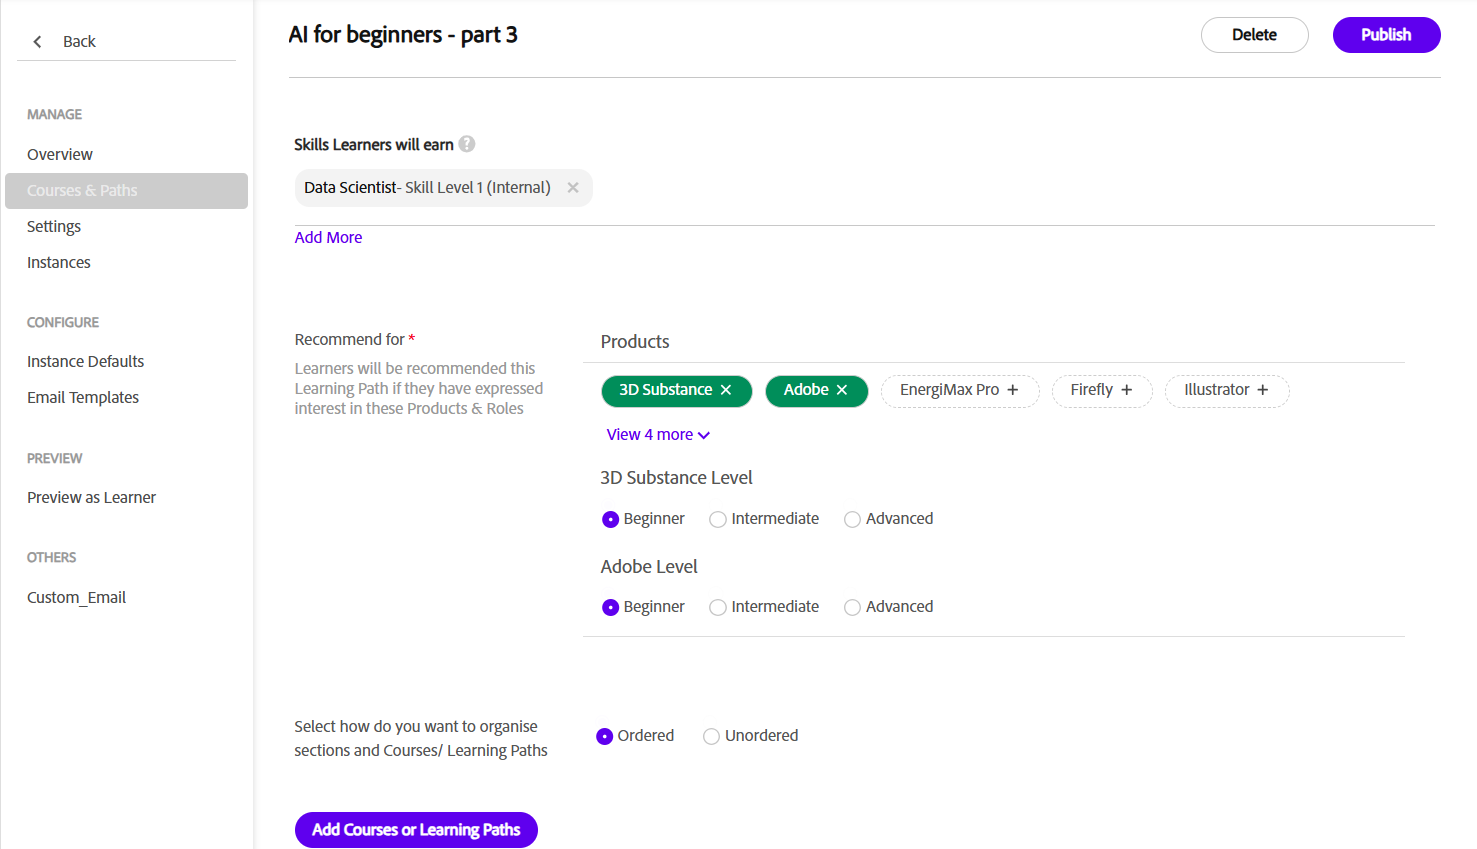 Back
MANAGE
Overview
Courses & Paths
Settings
Instances
CONFIGURE
Instance Defaults
Email Templates
PREVIEW
Preview as Learner
OTHERS
Custom_Email
AI for beginners - part 3
Delete
Publish
Skills Learners will earn ?
Data Scientist- Skill Level 1 (Internal)
Add More
Recommend for *
Learners will be recommended this
Learning Path if they have expressed
interest in these Products & Roles
Products
3D Substance Adobe EnergiMax Pro + Firefly + Illustrator +
View 4 more
3D Substance Level
Beginner Intermediate Advanced
Adobe Level
Beginner Intermediate Advanced
Select how do you want to organise
sections and Courses/ Learning Paths
Ordered Unordered
Add Courses or Learning Paths